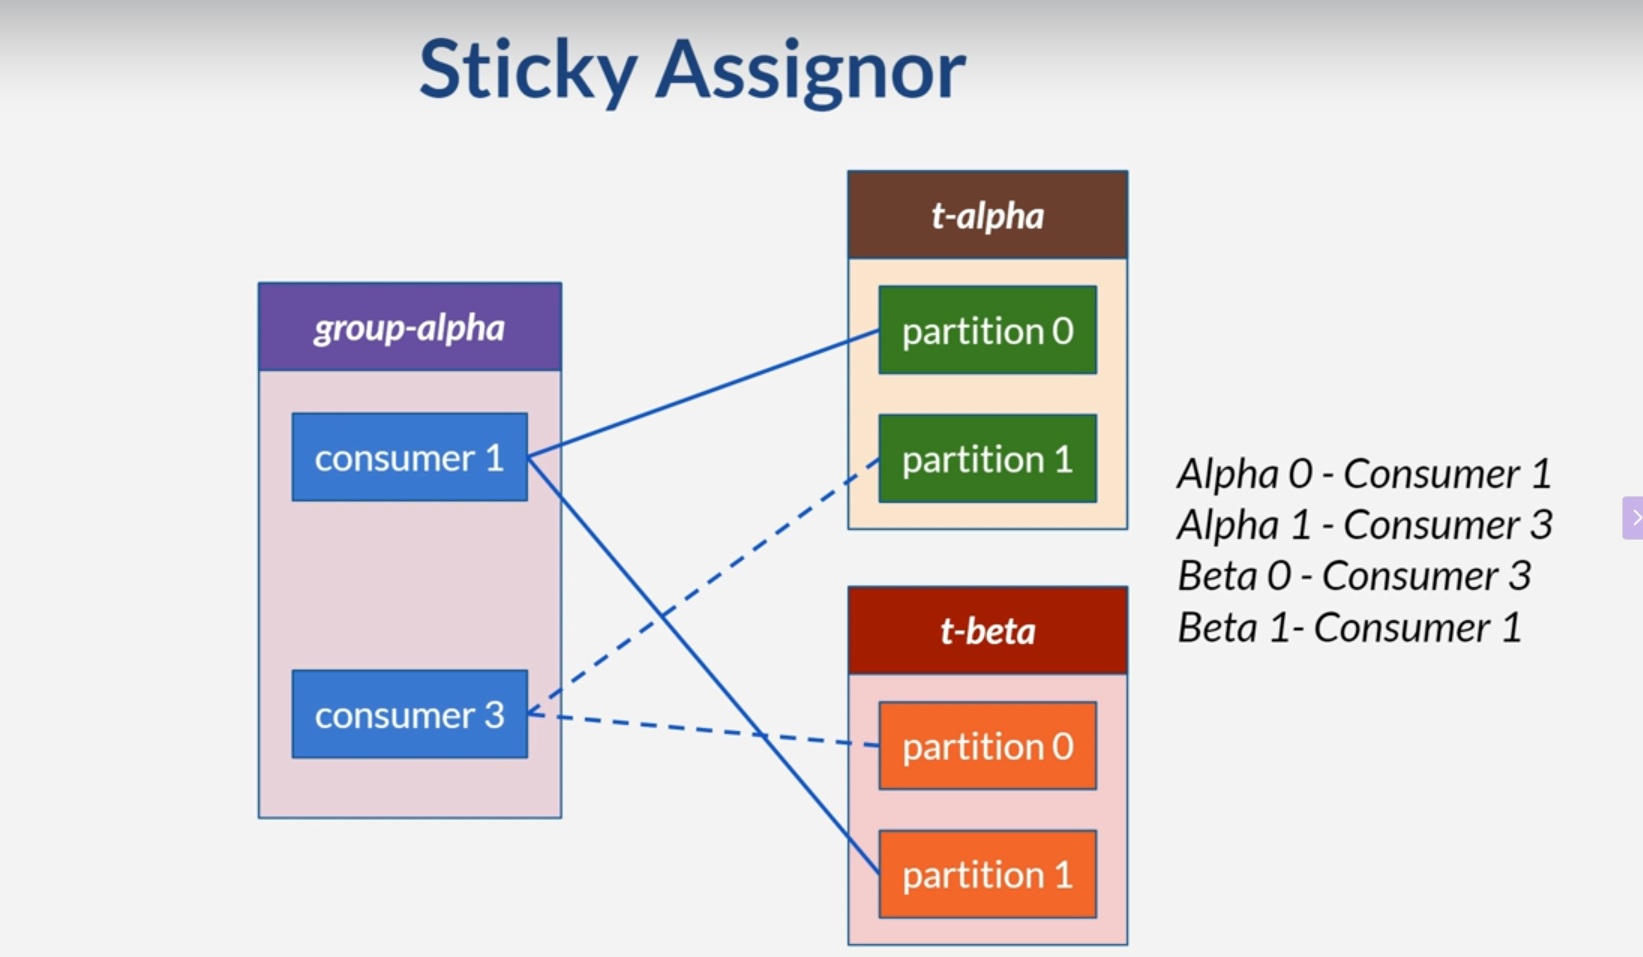 Sticky Assignor
group-alpha
consumer 1
consumer 3
t-alpha
partition 0
partition 1
t-beta
partition 0
partition 1
Alpha 0 - Consumer 1
Alpha 1 - Consumer 3
Beta 0 - Consumer 3
Beta 1- Consumer 1